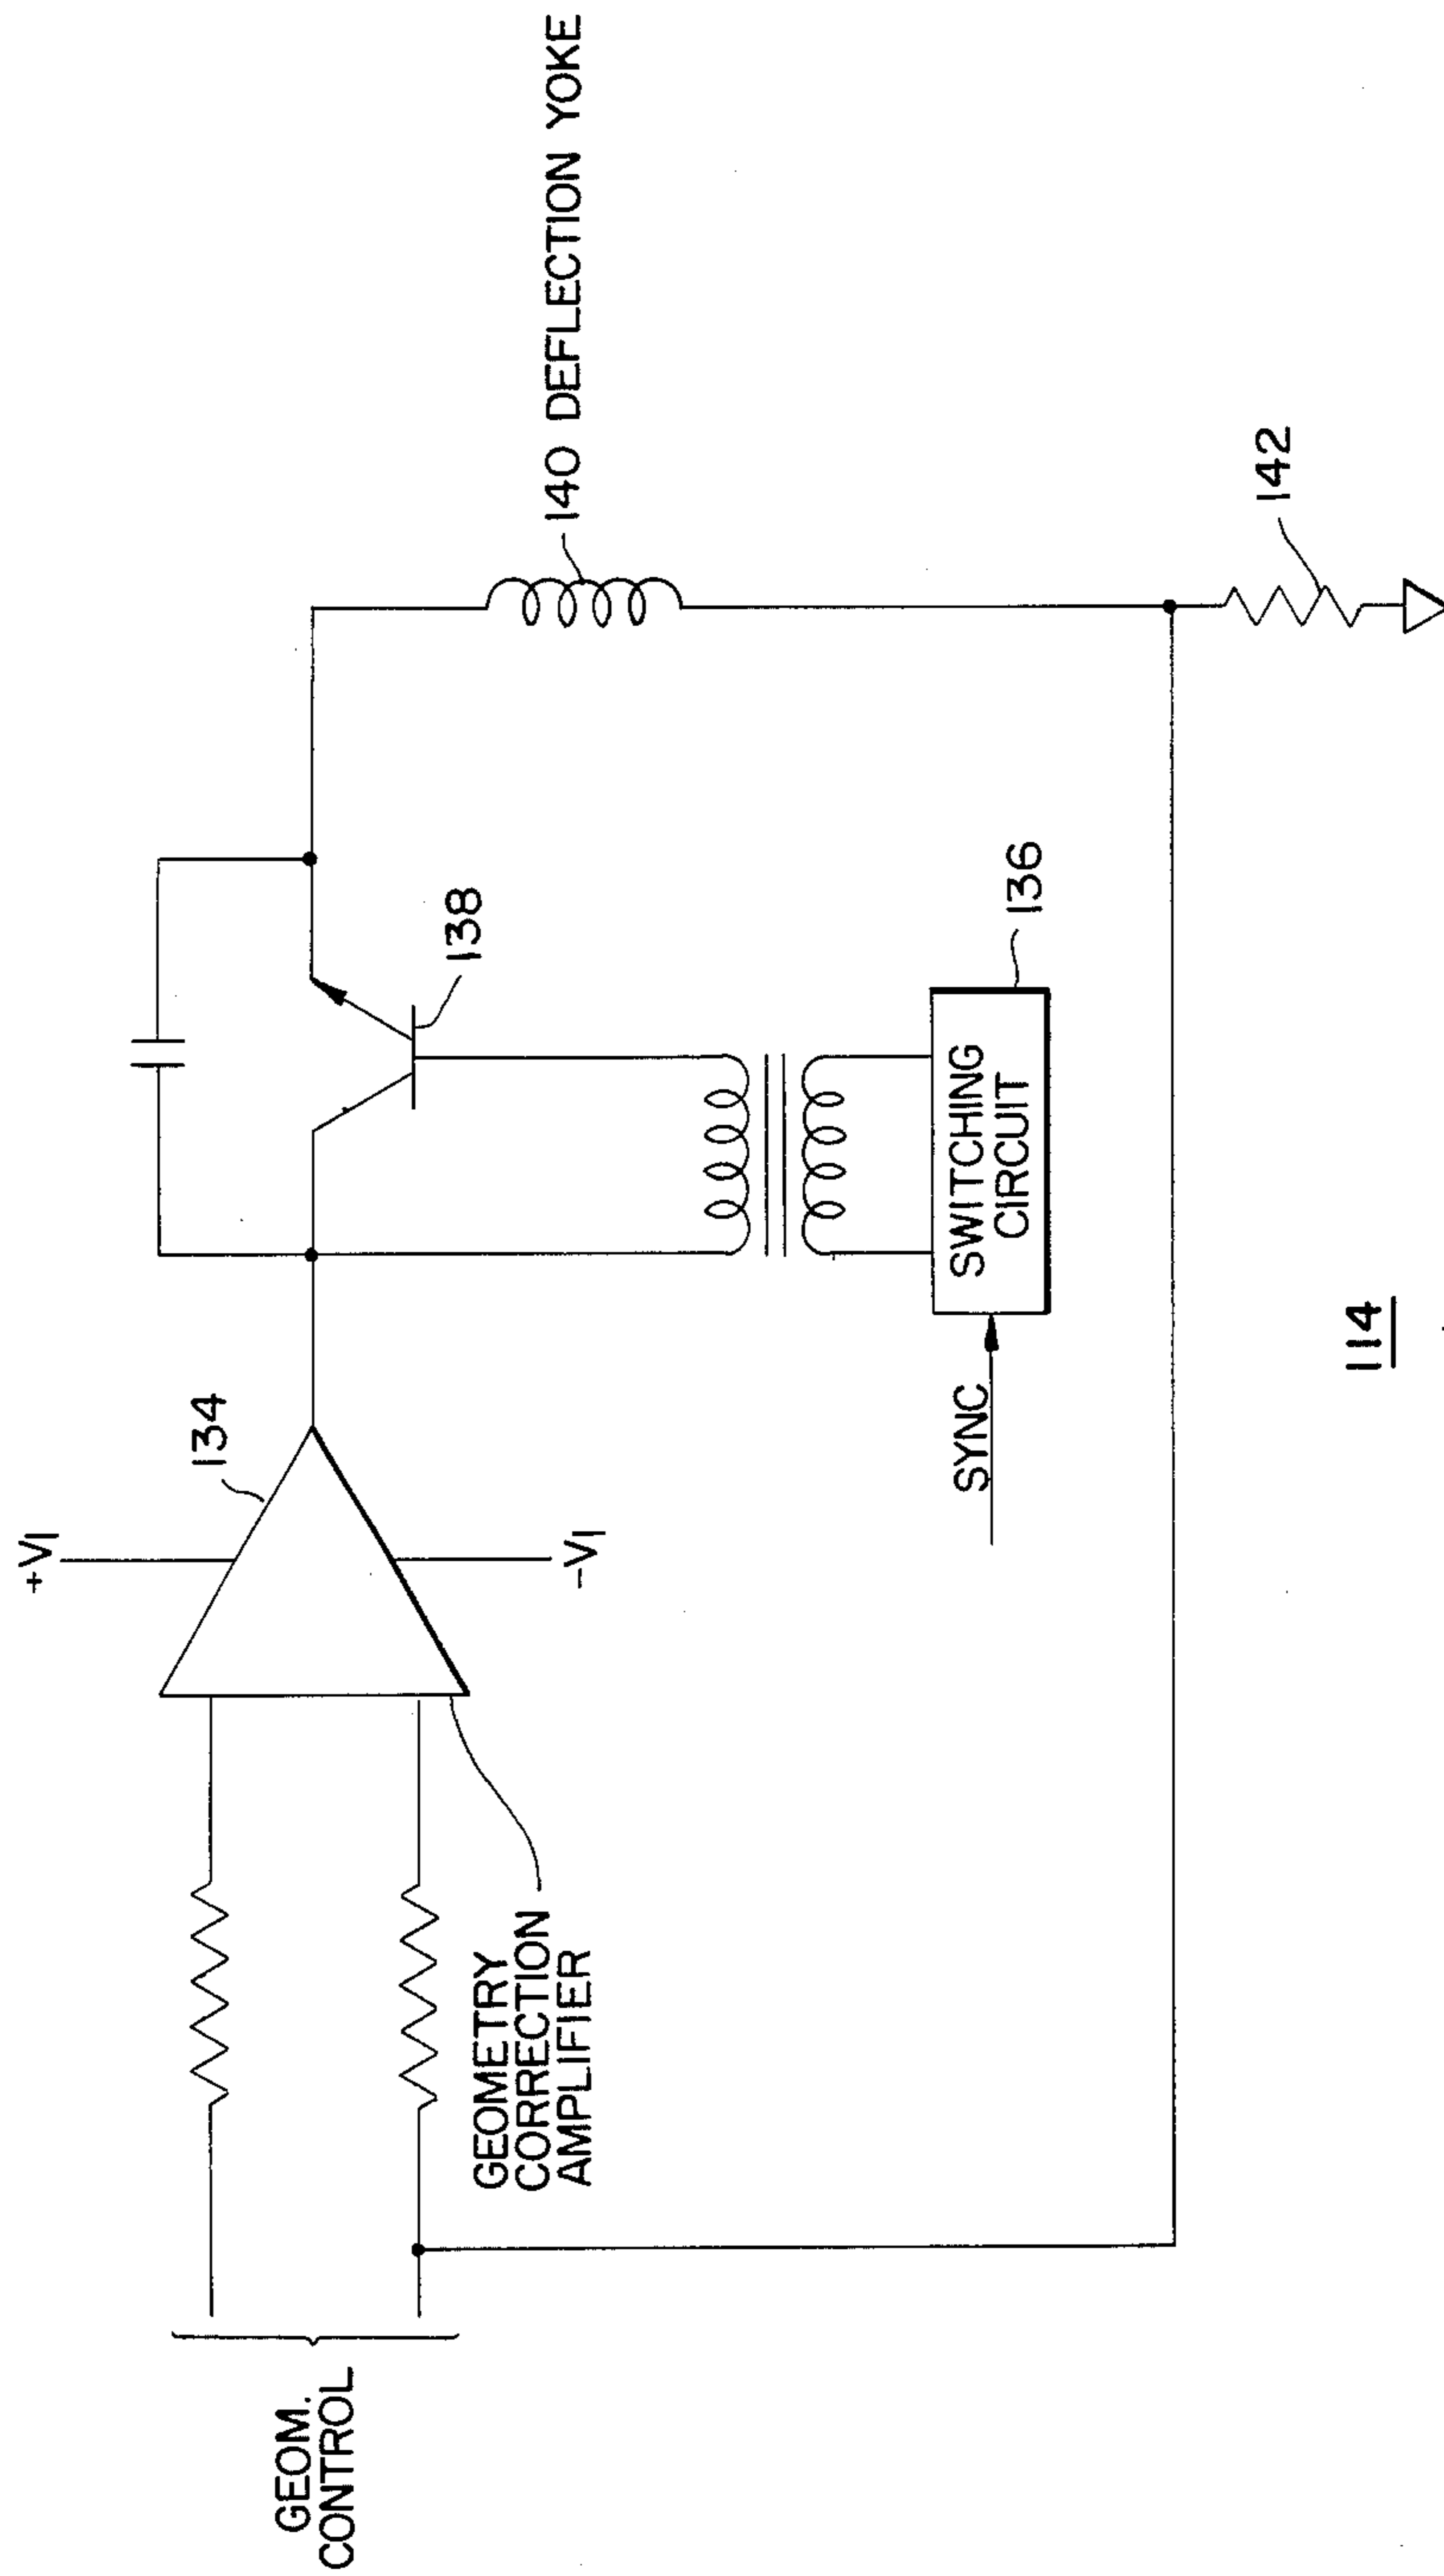 +V1
134
GEOM.
CONTROL
GEOMETRY
CORRECTION
AMPLIFIER
-V1
138
140 DEFLECTION YOKE
SYNC
SWITCHING
CIRCUIT
136
142
114